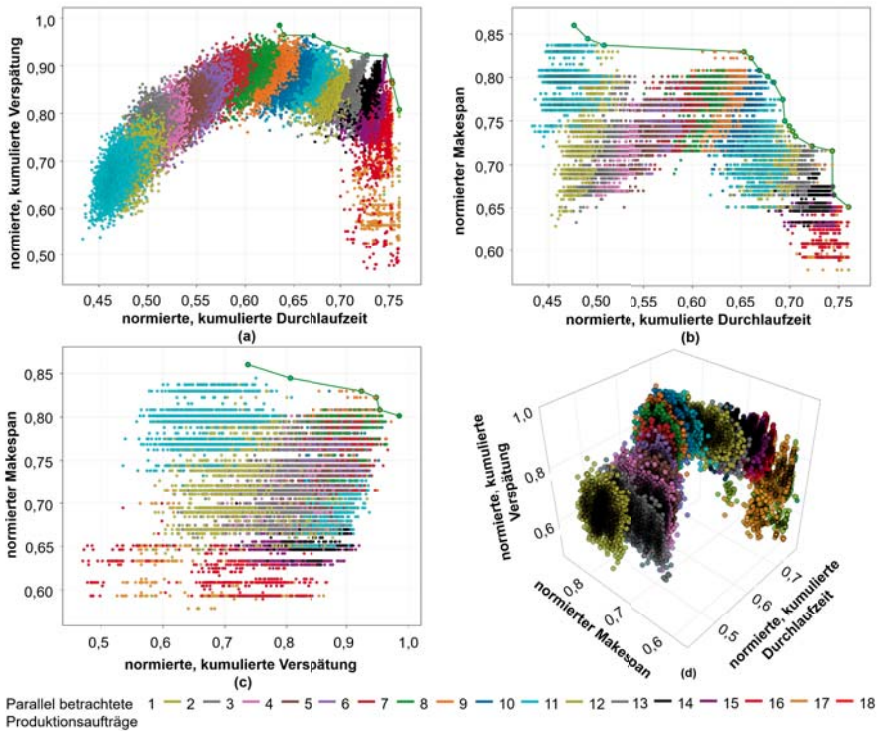 normierte, kumulierte Verspätung
0,90
0,80
0,70
0,60
0,50
0,45 0,50 0,55 0,60 0,65 0,70 0,75
normierte, kumulierte Durchlaufzeit
(a)
normierter Makespan
0,85
0,80
0,75
0,70
0,65
0,60
0,45 0,50 0,55 0,60 0,65 0,70 0,75
normierte, kumulierte Durchlaufzeit
(b)
normierter Makespan
0,85
0,80
0,75
0,70
0,65
0,60
0,5 0,6 0,7 0,8 0,9 1,0
normierte, kumulierte Verspätung
(c)
normierte, kumulierte
Verspätung
1,0
0,8
0,6
normierter Makespan
0,8
0,7
0,6
normierte, kumulierte
Durchlaufzeit
0,5
0,6
0,7
(d)
Parallel betrachtete 1 2 3 4 5 6 7 8 9 10 11 12 13 14 15 16 17 18
Produktionsaufträge